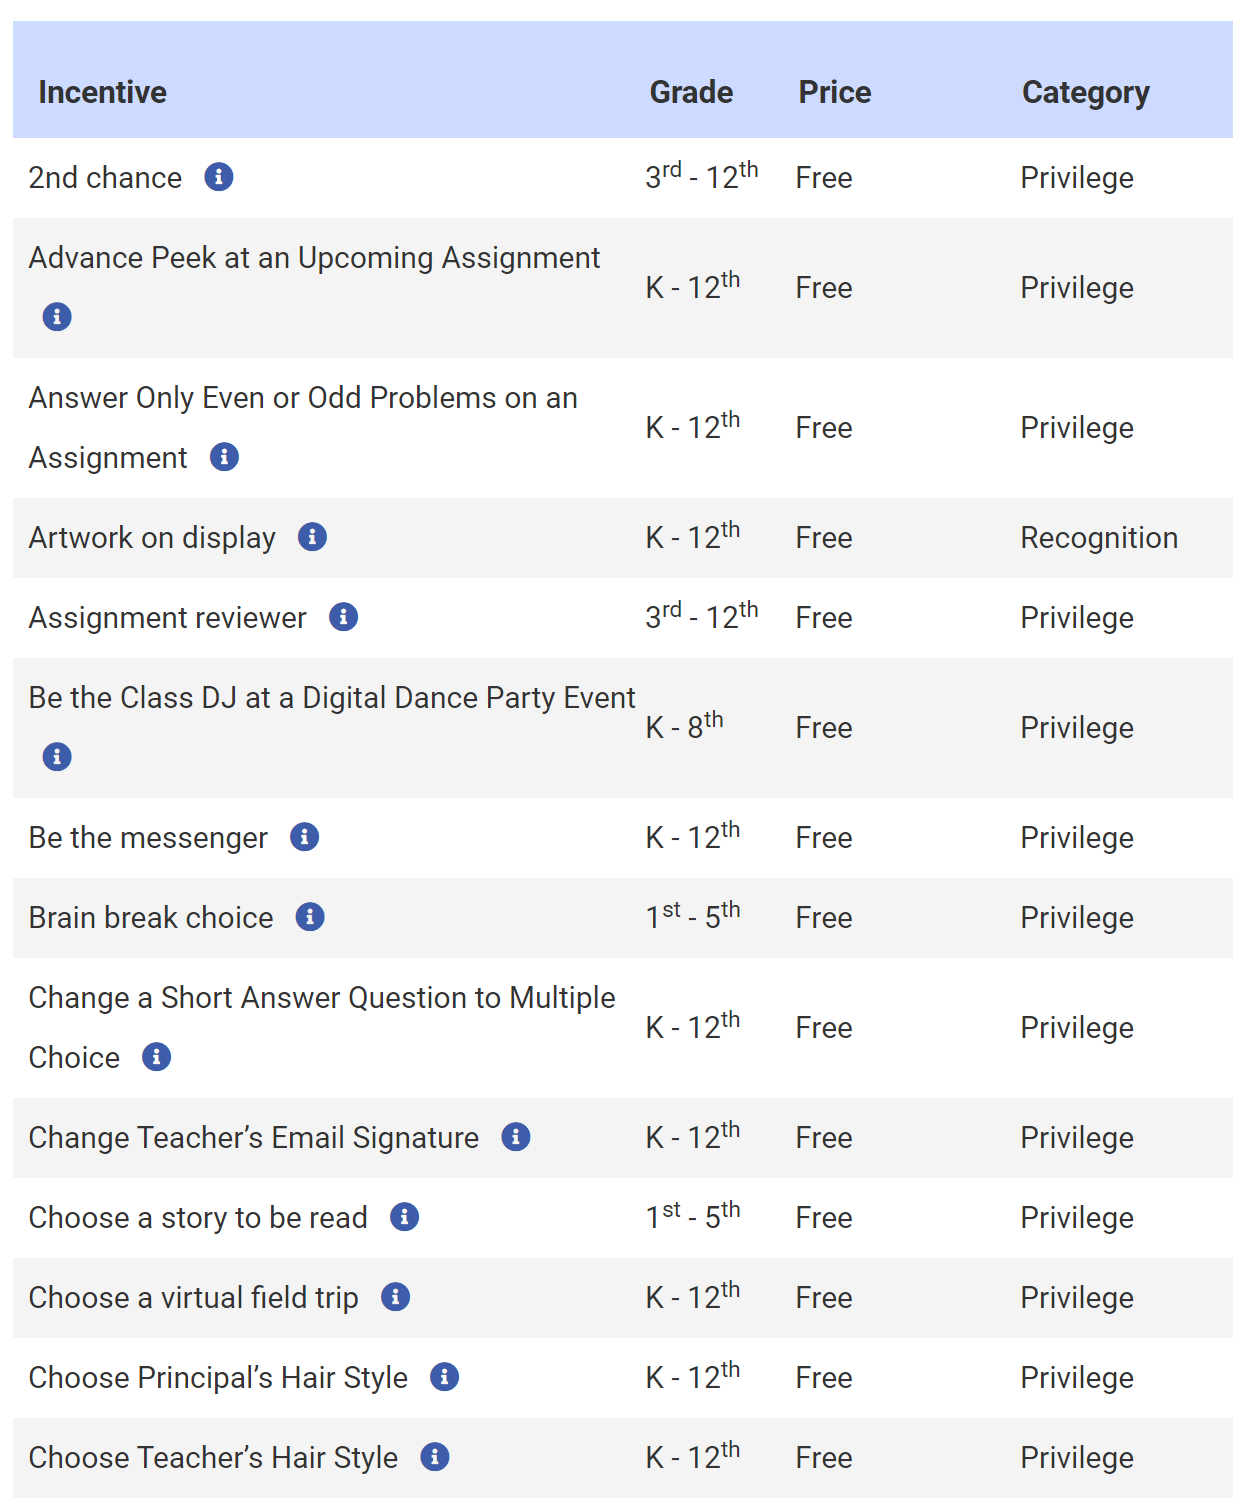 Incentive Grade Price Category
2nd chance 3rd - 12th Free Privilege
Advance Peek at an Upcoming Assignment K - 12th Free Privilege
Answer Only Even or Odd Problems on an
Assignment K - 12th Free Privilege
Artwork on display K - 12th Free Recognition
Assignment reviewer 3rd - 12th Free Privilege
Be the Class DJ at a Digital Dance Party Event K - 8th Free Privilege
Be the messenger K - 12th Free Privilege
Brain break choice 1st - 5th Free Privilege
Change a Short Answer Question to Multiple
Choice K - 12th Free Privilege
Change Teacher’s Email Signature K - 12th Free Privilege
Choose a story to be read 1st - 5th Free Privilege
Choose a virtual field trip K - 12th Free Privilege
Choose Principal’s Hair Style K - 12th Free Privilege
Choose Teacher’s Hair Style K - 12th Free Privilege